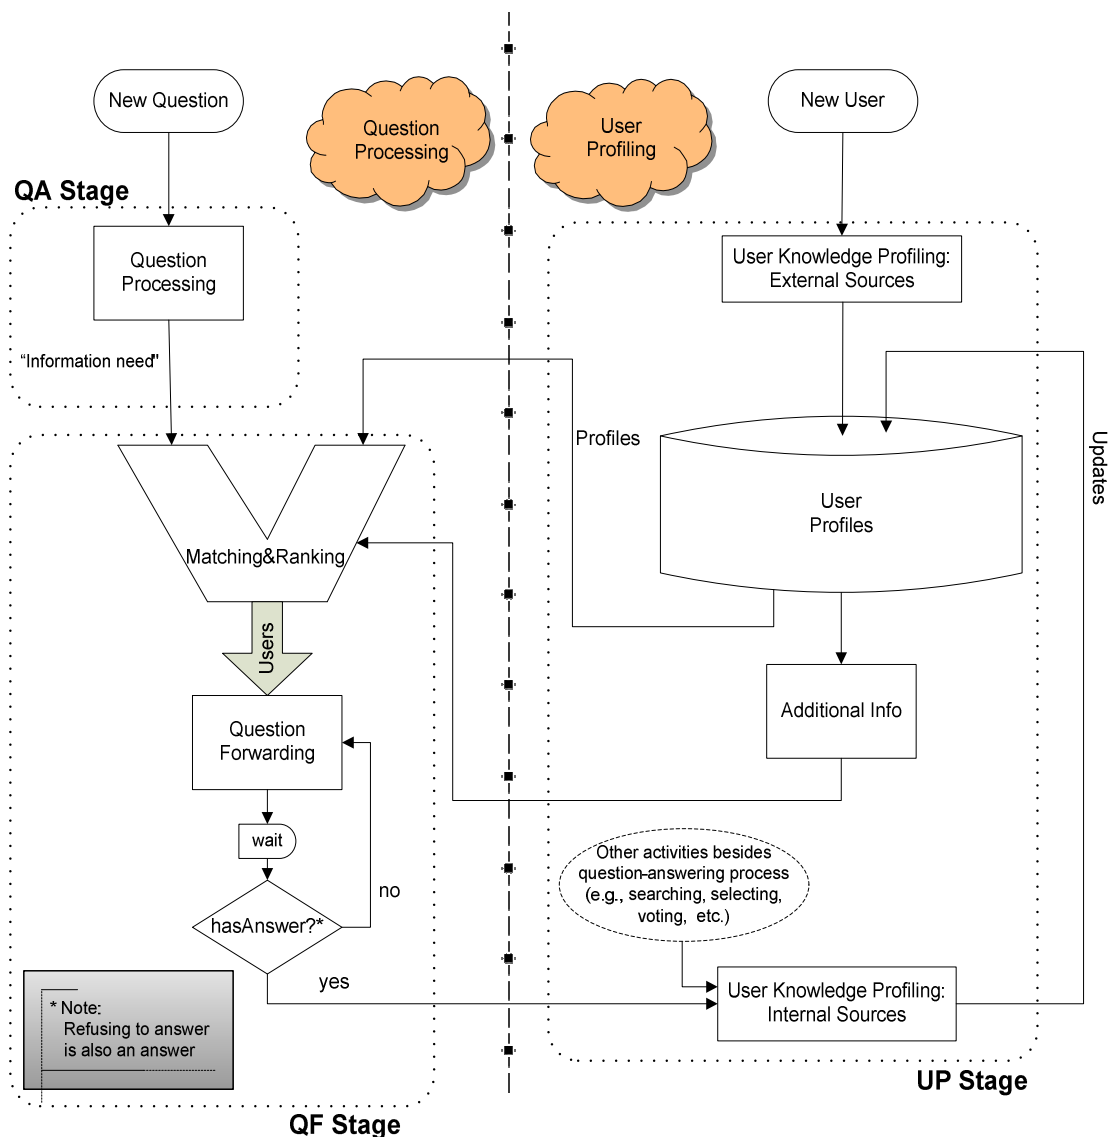 New Question
Question
Processing
User
Profiling
New User
QA Stage
Question
Processing
“Information need"
User Knowledge Profiling:
External Sources
Profiles
Updates
User
Profiles
Matching&Ranking
Users
Additional Info
Question
Forwarding
wait
no
hasAnswer?*
yes
Other activities besides
question-answering process
(e.g., searching, selecting,
voting, etc.)
User Knowledge Profiling:
Internal Sources
* Note:
Refusing to answer
is also an answer
UP Stage
QF Stage